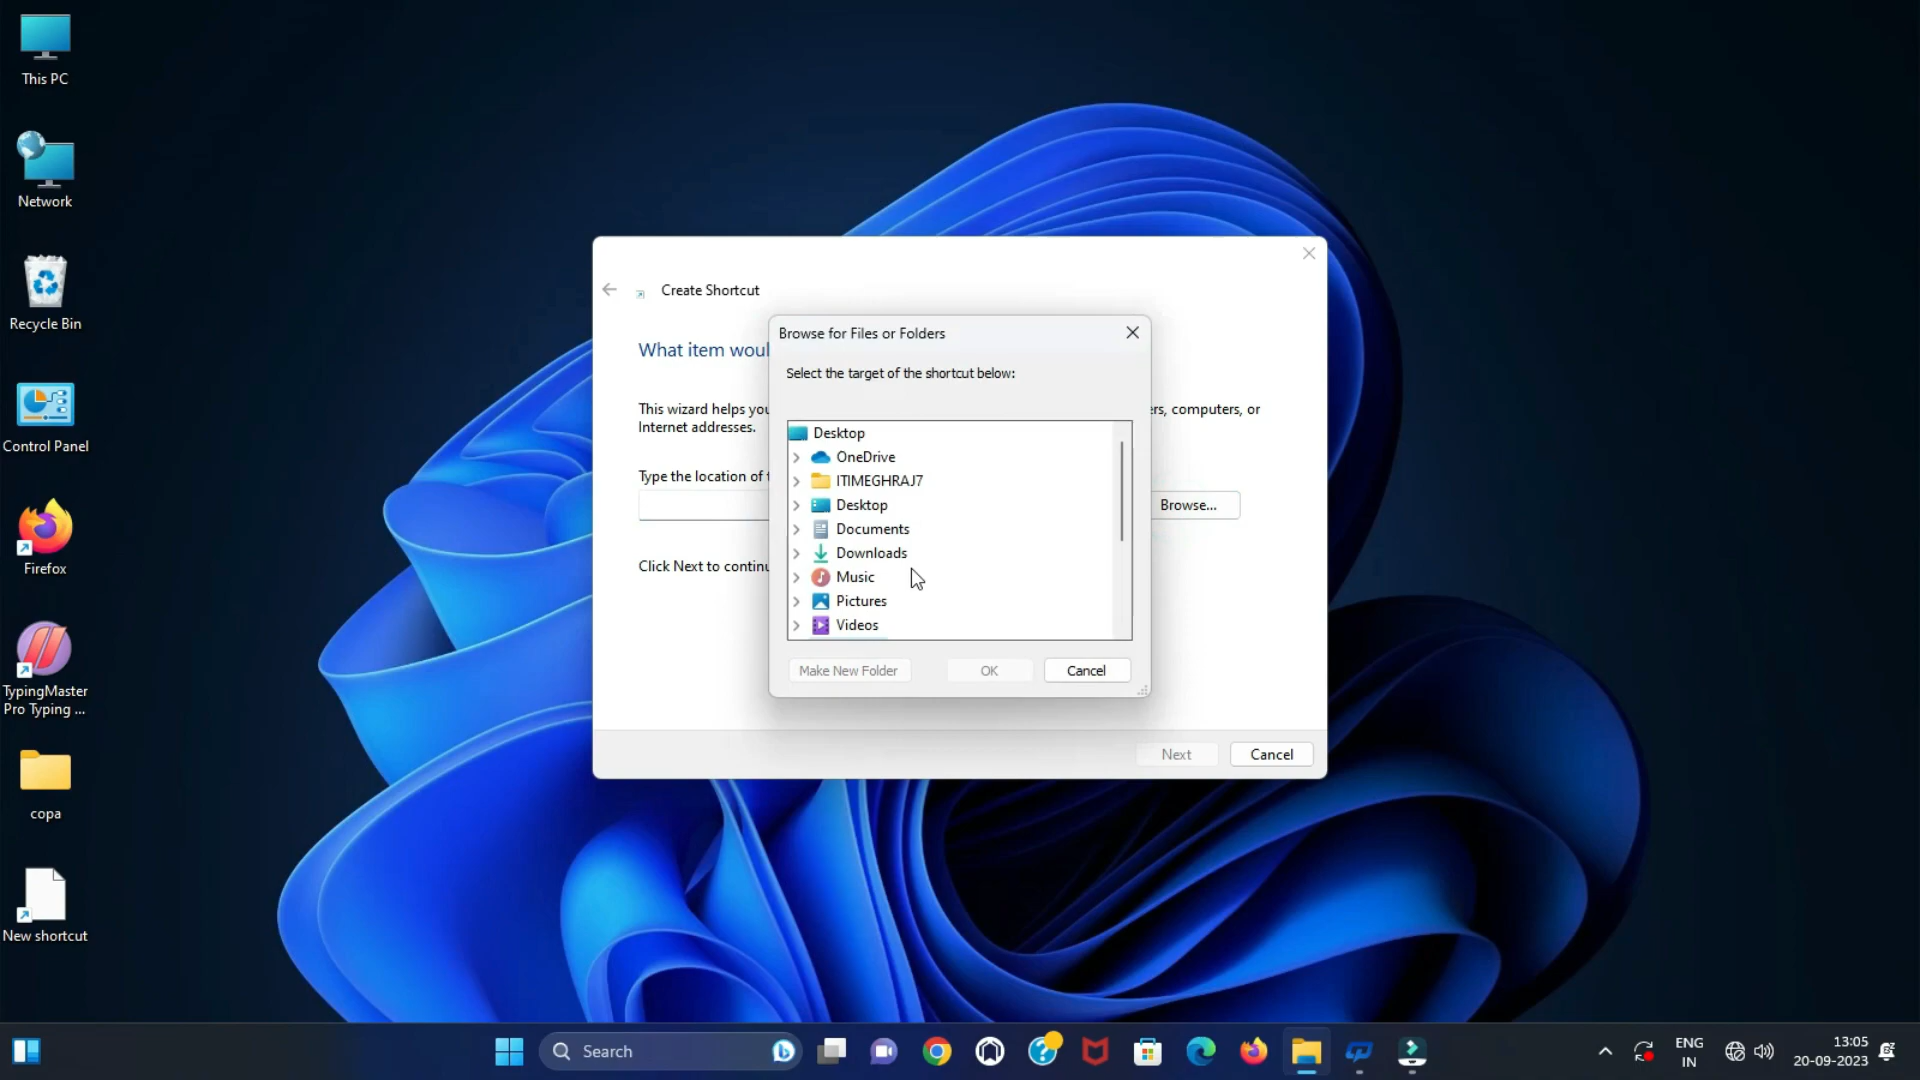 This PC
Network
Recycle Bin
Control Panel
Firefox
TypingMaster
Pro Typing ...
copa
New shortcut
Create Shortcut
What item woul
This wizard helps you
ers, computers, or
Internet addresses.
Type the location of t
Browse...
Click Next to continu
Next
Cancel
Browse for Files or Folders
Select the target of the shortcut below:
Desktop
OneDrive
ITIMEGHRAJ7
Desktop
Documents
Downloads
Music
Pictures
Videos
Make New Folder
OK
Cancel
Search
ENG
IN
13:05
20-09-2023